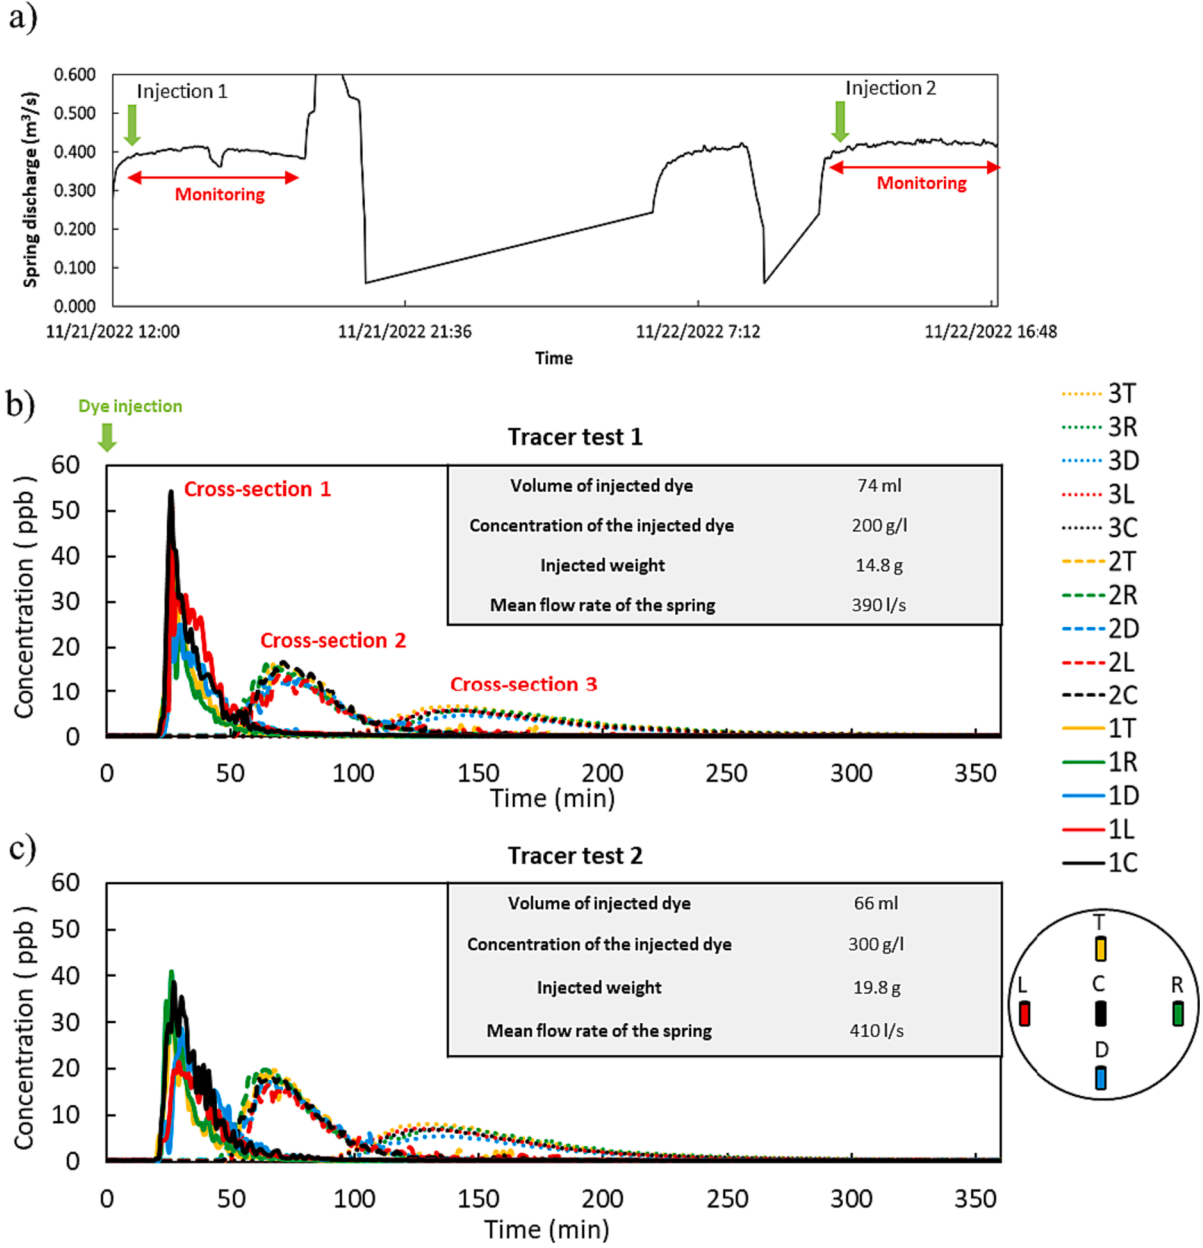 a)
0.600
0.500
0.400
0.300
0.200
0.100
0.000
Spring discharge (m³/s)
Injection 1
Monitoring
Injection 2
Monitoring
11/21/2022 12:00
11/21/2022 21:36
11/22/2022 7:12
11/22/2022 16:48
Time
b)
Dye injection
Tracer test 1
60
50
40
30
20
10
0
Concentration ( ppb )
Cross-section 1
Cross-section 2
Cross-section 3
Volume of injected dye 74 ml
Concentration of the injected dye 200 g/l
Injected weight 14.8 g
Mean flow rate of the spring 390 l/s
0 50 100 150 200 250 300 350
Time (min)
3T
3R
3D
3L
3C
2T
2R
2D
2L
2C
1T
1R
1D
1L
1C
c)
Tracer test 2
60
50
40
30
20
10
0
Concentration ( ppb )
Volume of injected dye 66 ml
Concentration of the injected dye 300 g/l
Injected weight 19.8 g
Mean flow rate of the spring 410 l/s
0 50 100 150 200 250 300 350
Time (min)
T
L C R
D